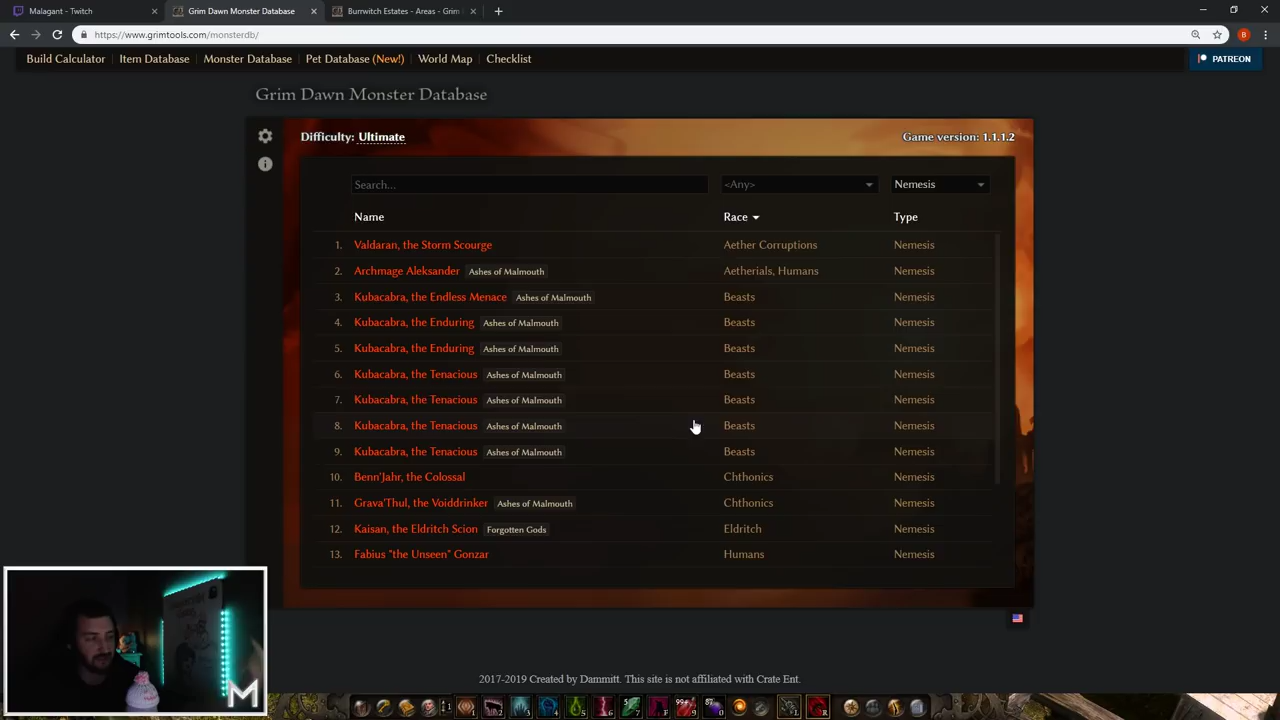 Malagant - Twitch × Grim Dawn Monster Database × Burrwitch Estates - Areas - Grim × +
https://www.grimtools.com/monsterdb/ B
Build Calculator Item Database Monster Database Pet Database (New!) World Map Checklist PATREON
Grim Dawn Monster Database
Difficulty: Ultimate Game version: 1.1.1.2
Search... <Any> Nemesis
Name Race Type
1. Valdaran, the Storm Scourge Aether Corruptions Nemesis
2. Archmage Aleksander Ashes of Malmouth Aetherials, Humans Nemesis
3. Kubacabra, the Endless Menace Ashes of Malmouth Beasts Nemesis
4. Kubacabra, the Enduring Ashes of Malmouth Beasts Nemesis
5. Kubacabra, the Enduring Ashes of Malmouth Beasts Nemesis
6. Kubacabra, the Tenacious Ashes of Malmouth Beasts Nemesis
7. Kubacabra, the Tenacious Ashes of Malmouth Beasts Nemesis
8. Kubacabra, the Tenacious Ashes of Malmouth Beasts Nemesis
9. Kubacabra, the Tenacious Ashes of Malmouth Beasts Nemesis
10. Benn'Jahr, the Colossal Chthonics Nemesis
11. Grava'Thul, the Voiddrinker Ashes of Malmouth Chthonics Nemesis
12. Kaisan, the Eldritch Scion Forgotten Gods Eldritch Nemesis
13. Fabius "the Unseen" Gonzar Humans Nemesis
2017-2019 Created by Dammitt. This site is not affiliated with Crate Ent.
M